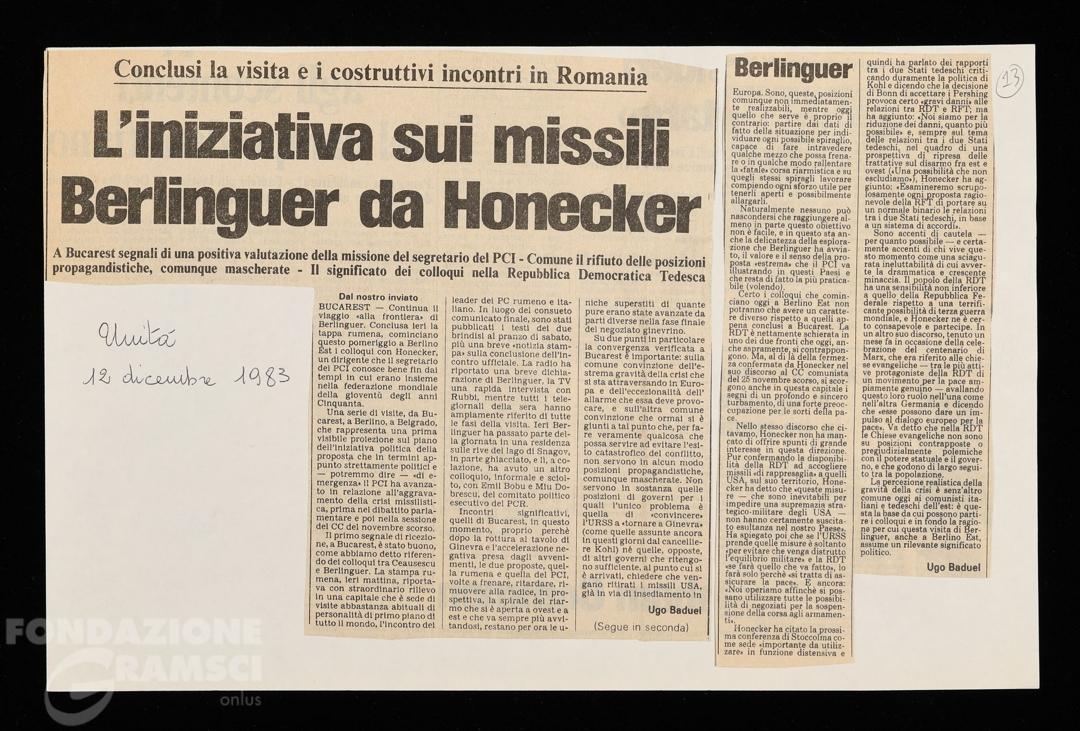 Conclusi la visita e i costruttivi incontri in Romania
L'iniziativa sui missili
Berlinguer da Honecker
A Bucarest segnali di una positiva valutazione della missione del segretario del PCI - Comune il rifiuto delle posizioni
propagandistiche, comunque mascherate - Il significato dei colloqui nella Repubblica Democratica Tedesca
Unità
12 dicembre 1983
Dal nostro inviato
BUCAREST — Continua il
viaggio «alla frontiera» di
Berlinguer. Conclusa ieri la
tappa rumena, cominciano
questo pomeriggio a Berlino
Est i colloqui con Honecker,
un dirigente che il segretario
del PCI conosce bene fin dai
tempi in cui erano insieme
nella federazione mondiale
della gioventù degli anni
Cinquanta.
Una serie di visite, da Bu-
carest, a Berlino, a Belgrado,
che rappresenta una prima
visibile proiezione sul piano
dell'iniziativa politica della
proposta che in termini ap-
punto strettamente politici e
— potremmo dire — «di e-
mergenza» il PCI ha avanza-
to in relazione all'aggrava-
mento della crisi missilisti-
ca, prima nel dibattito parla-
mentare e poi nella sessione
del CC del novembre scorso.
Il primo segnale di ricezio-
ne, a Bucarest, è stato buono,
come abbiamo detto riferen-
do dei colloqui tra Ceausescu
e Berlinguer. La stampa ru-
mena, ieri mattina, riporta-
va con straordinario rilievo
in una capitale che è sede di
visite abbastanza abituali di
personalità di primo piano di
tutto il mondo, l'incontro del
leader del PC rumeno e ita-
liano. In luogo del consueto
comunicato finale, sono stati
pubblicati i testi del due
brindisi al pranzo di sabato,
più una breve «notizia stam-
pa» sulla conclusione dell'in-
contro ufficiale. La radio ha
riportato una breve dichia-
razione di Berlinguer, la TV
una rapida intervista con
Rubbi, mentre tutti i tele-
giornali della sera hanno
ampiamente riferito di tutte
le fasi della visita. Ieri Ber-
linguer ha passato parte del-
la giornata in una residenza
sulle rive del lago di Snagov,
in parte ghiacciato, e lì, a co-
lazione, ha avuto un altro
colloquio, informale e sciol-
to, con Emil Bobu e Miu Do-
brescu, del comitato politico
esecutivo del PCR.
Incontri significativi,
quelli di Bucarest, in questo
momento, proprio perché
dopo la rottura al tavolo di
Ginevra e l'accelerazione ne-
gativa presa dagli avveni-
menti, le due proposte, quel-
la rumena e quella del PCI,
volte a frenare, ritardare, ri-
muovere alla radice, in pro-
spettiva, la spirale del riar-
mo che si è aperta a ovest e a
est e che va sempre più avvi-
tandosi, restano per ora le u-
niche superstiti di quante
pure erano state avanzate da
parti diverse nella fase finale
del negoziato ginevrino.
Su due punti in particolare
la convergenza verificata a
Bucarest è importante: sulla
comune convinzione dell'e-
strema gravità della crisi che
si sta attraversando in Euro-
pa e dell'eccezionalità dell'
allarme che essa deve provo-
care, e sull'altra comune
convinzione che ormai si è
giunti a tal punto che, per fa-
re veramente qualcosa che
possa servire ad evitare l'esi-
to catastrofico del conflitto,
non servono in alcun modo
posizioni propagandistiche,
comunque mascherate. Non
servono in sostanza quelle
posizioni di governi per i
quali l'unico problema è
quella di «convincere»
l'URSS a «tornare a Ginevra»
(come quelle assunte ancora
in questi giorni dal cancellie-
re Kohl) né quelle, opposte,
di altri governi che ritengo-
no sufficiente, al punto cui si
è arrivati, chiedere che ven-
gano ritirati i missili USA,
già in via di insediamento in
Ugo Baduel
(Segue in seconda)
Berlinguer
Europa. Sono, queste, posizioni
comunque non immediatamen-
te realizzabili, mentre oggi
quello che serve è proprio il
contrario: partire dai dati di
fatto della situazione per indi-
viduare ogni possibile spiraglio,
capace di fare intravedere
qualche mezzo che possa frena-
re o in qualche modo rallentare
la «fatale» corsa riarmistica e su
quegli stessi spiragli lavorare
compiendo ogni sforzo utile per
tenerli aperti e possibilmente
allargarli.
Naturalmente nessuno può
nascondersi che raggiungere al-
meno in parte questo obiettivo
non è facile, e in questo sta an-
che la delicatezza della esplora-
zione che Berlinguer ha avvia-
to, il valore e il senso della pro-
posta «estrema» che il PCI va
illustrando in questi Paesi e
che resta di fatto la più pratica-
bile (volendo).
Certo i colloqui che comin-
ciano oggi a Berlino Est non
potranno che avere un caratte-
re diverso rispetto a quelli ap-
pena conclusi a Bucarest. La
RDT è nettamente schierata in
uno dei due fronti che oggi, an-
che aspramente, si contrappon-
gono. Ma, al di là della fermez-
za confermata da Honecker nel
suo discorso al CC comunista
del 25 novembre scorso, si scor-
gono anche in questa capitale i
segni di un profondo e sincero
turbamento, di una forte preoc-
cupazione per le sorti della pa-
ce.
Nello stesso discorso che ci-
tavamo, Honecker non ha man-
cato di offrire spunti di grande
interesse in questa direzione.
Pur confermando la disponibi-
lità della RDT ad accogliere
missili «di rappresaglia» a quelli
USA, sul suo territorio, Honec-
ker ha detto che «queste misu-
re — che sono inevitabili per
impedire una supremazia stra-
tegico-militare degli USA —
non hanno certamente suscita-
to esultanza nel nostro Paese».
Ha spiegato poi che se l'URSS
prende quelle misure è soltanto
«per evitare che venga distrutto
l'equilibrio militare» e la RDT
«se farà quello che va fatto», lo
farà solo perché «si tratta di as-
sicurare la pace». E ancora:
«Noi operiamo affinché si pos-
sano utilizzare tutte le possibi-
lità di negoziati per la sospen-
sione della corsa agli armamen-
ti».
Honecker ha citato la prossi-
ma conferenza di Stoccolma co-
me sede «importante da utiliz-
zare» in funzione distensiva e
quindi ha parlato dei rapporti
tra i due Stati tedeschi criti-
cando duramente la politica di
Kohl e dicendo che la decisione
di Bonn di accettare i Pershing
provoca certo «gravi danni» alle
relazioni tra RDT e RFT; ma
ha aggiunto: «Noi siamo per la
riduzione dei danni, quanto più
possibile» e, sempre sul tema
delle relazioni tra i due Stati
tedeschi, nel quadro di una
prospettiva di ripresa delle
trattative sul disarmo fra est e
ovest («Una possibilità che non
escludiamo»), Honecker ha ag-
giunto: «Esamineremo scrupo-
losamente ogni proposta ragio-
nevole della RFT di portare su
un normale binario le relazioni
tra i due Stati tedeschi, in base
a un sistema di accordi».
Sono accenti di cautela —
per quanto possibile — e certa-
mente accenti di chi vive que-
sto momento come una sciagu-
rata ineluttabilità di cui avver-
te la drammatica e crescente
minaccia. Il popolo della RDT
ha una sensibilità non inferiore
a quello della Repubblica Fe-
derale rispetto a una terrifi-
cante possibilità di terza guerra
mondiale, e Honecker ne è cer-
to consapevole e partecipe. In
un altro suo discorso, tenuto un
mese fa in occasione della cele-
brazione del centenario di
Marx, che era riferito alle chie-
se evangeliche — tra le più atti-
ve protagoniste della RDT di
un movimento per la pace am-
piamente genuino — avallando
questo loro ruolo nell'una come
nell'altra Germania e dicendo
che «esse possono dare un im-
pulso al dialogo europeo per la
pace». Va detto che nella RDT
le Chiese evangeliche non sono
su posizioni contrapposte o
pregiudizialmente polemiche
con il potere statuale e il gover-
no, e che godono di largo segui-
to tra la popolazione.
La percezione realistica della
gravità della crisi è senz'altro
comune oggi ai comunisti ita-
liani e tedeschi dell'est: è que-
sta la base da cui possono parti-
re i colloqui e in fondo la ragio-
ne per cui questa visita di Ber-
linguer, anche a Berlino Est,
assume un rilevante significato
politico.
Ugo Baduel
13
FONDAZIONE
GRAMSCI
onlus